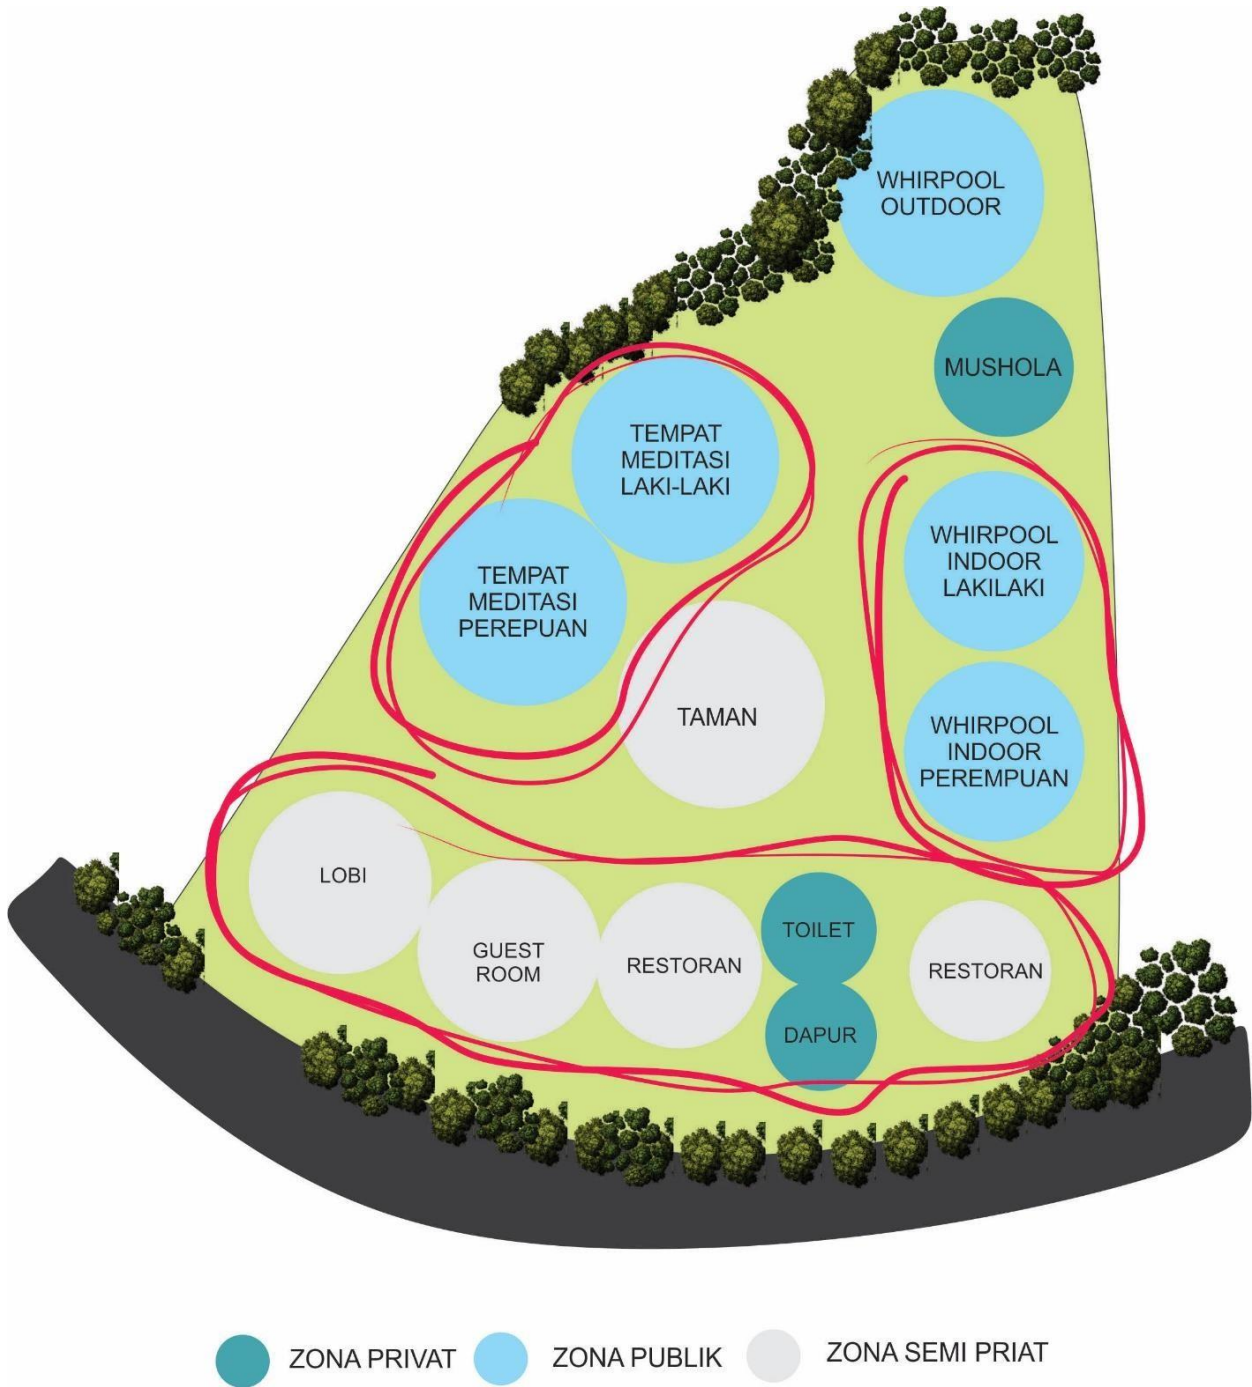 WHIRPOOL
OUTDOOR
MUSHOLA
TEMPAT
MEDITASI
LAKI-LAKI
WHIRPOOL
INDOOR
LAKILAKI
TEMPAT
MEDITASI
PEREPUAN
TAMAN
WHIRPOOL
INDOOR
PEREMPUAN
LOBI
GUEST
ROOM
RESTORAN
TOILET
DAPUR
RESTORAN
ZONA PRIVAT
ZONA PUBLIK
ZONA SEMI PRIAT